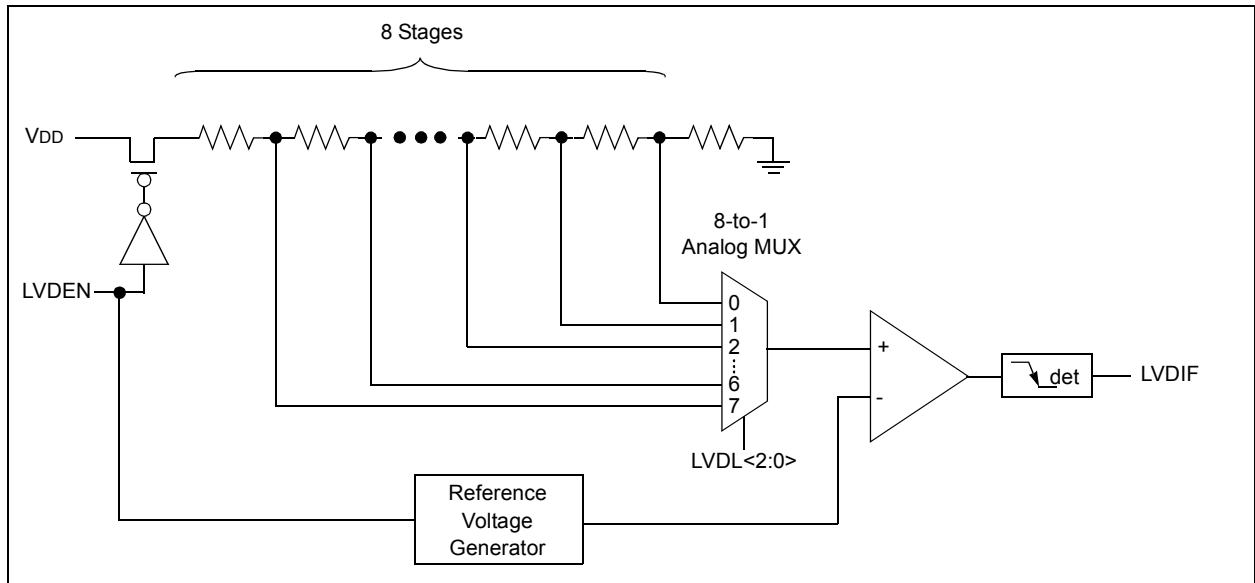 8 Stages
VDD
8-to-1
Analog MUX
LVDEN
0
1
2
6
7
+
-
det
LVDIF
LVDL<2:0>
Reference
Voltage
Generator